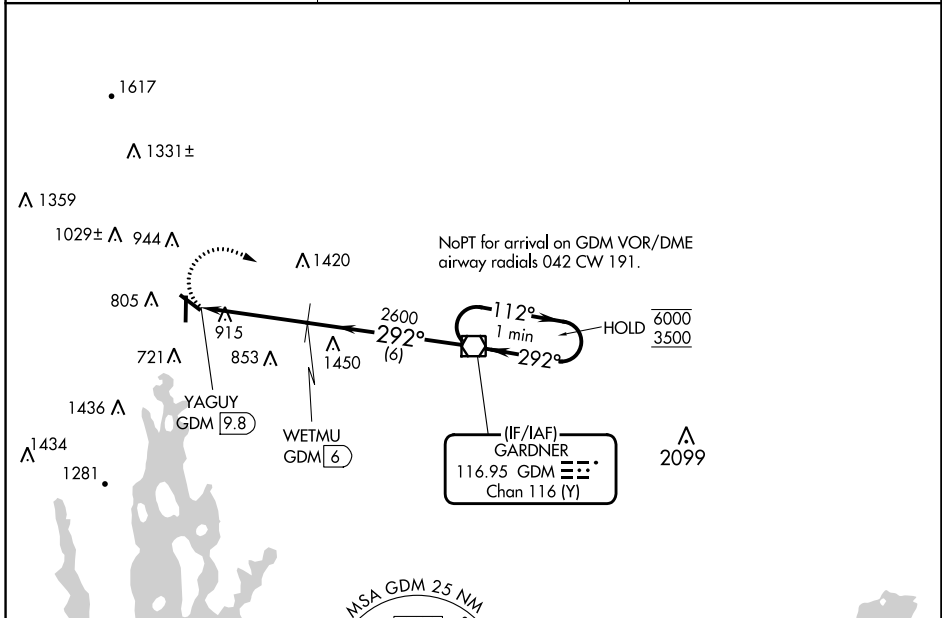 1617
1331±
1359
1029± 944
NoPT for arrival on GDM VOR/DME
airway radials 042 CW 191.
1420
805
915
2600
292°
(6)
112°
1 min
292°
HOLD 6000
3500
721
853
1450
1436
YAGUY
GDM 9.8
WETMU
GDM 6
1434
1281
(IF/IAF)
GARDNER
116.95 GDM
Chan 116 (Y)
2099
MSA GDM 25 NM